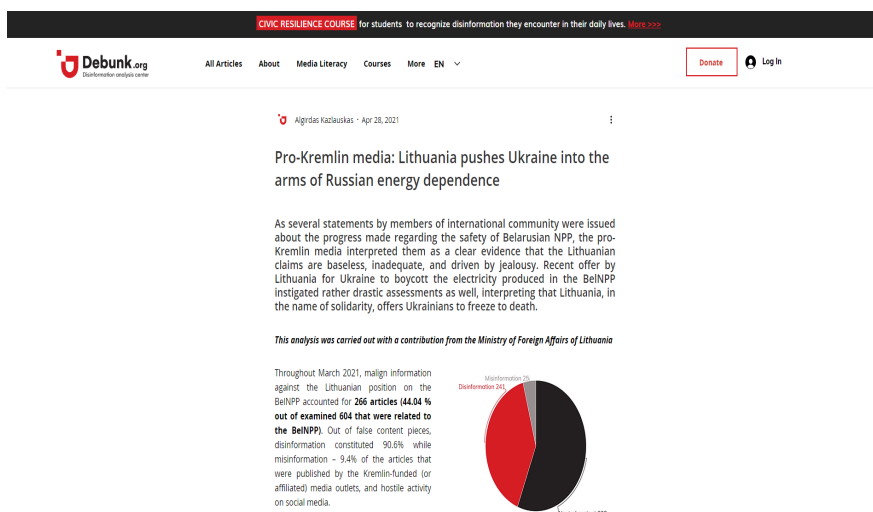 CIVIC RESILIENCE COURSE for students to recognize disinformation they encounter in their daily lives. More >>>
Debunk.org
Disinformation analysis center
All Articles About Media Literacy Courses More EN
Donate
Log In
Algirdas Kazlauskas · Apr 28, 2021
Pro-Kremlin media: Lithuania pushes Ukraine into the
arms of Russian energy dependence
As several statements by members of international community were issued
about the progress made regarding the safety of Belarusian NPP, the pro-
Kremlin media interpreted them as a clear evidence that the Lithuanian
claims are baseless, inadequate, and driven by jealousy. Recent offer by
Lithuania for Ukraine to boycott the electricity produced in the BelNPP
instigated rather drastic assessments as well, interpreting that Lithuania, in
the name of solidarity, offers Ukrainians to freeze to death.
This analysis was carried out with a contribution from the Ministry of Foreign Affairs of Lithuania
Throughout March 2021, malign information
against the Lithuanian position on the
BelNPP accounted for 266 articles (44.04 %
out of examined 604 that were related to
the BelNPP). Out of false content pieces,
disinformation constituted 90.6% while
misinformation – 9.4% of the articles that
were published by the Kremlin-funded (or
affiliated) media outlets, and hostile activity
on social media.
Misinformation 25
Disinformation 241